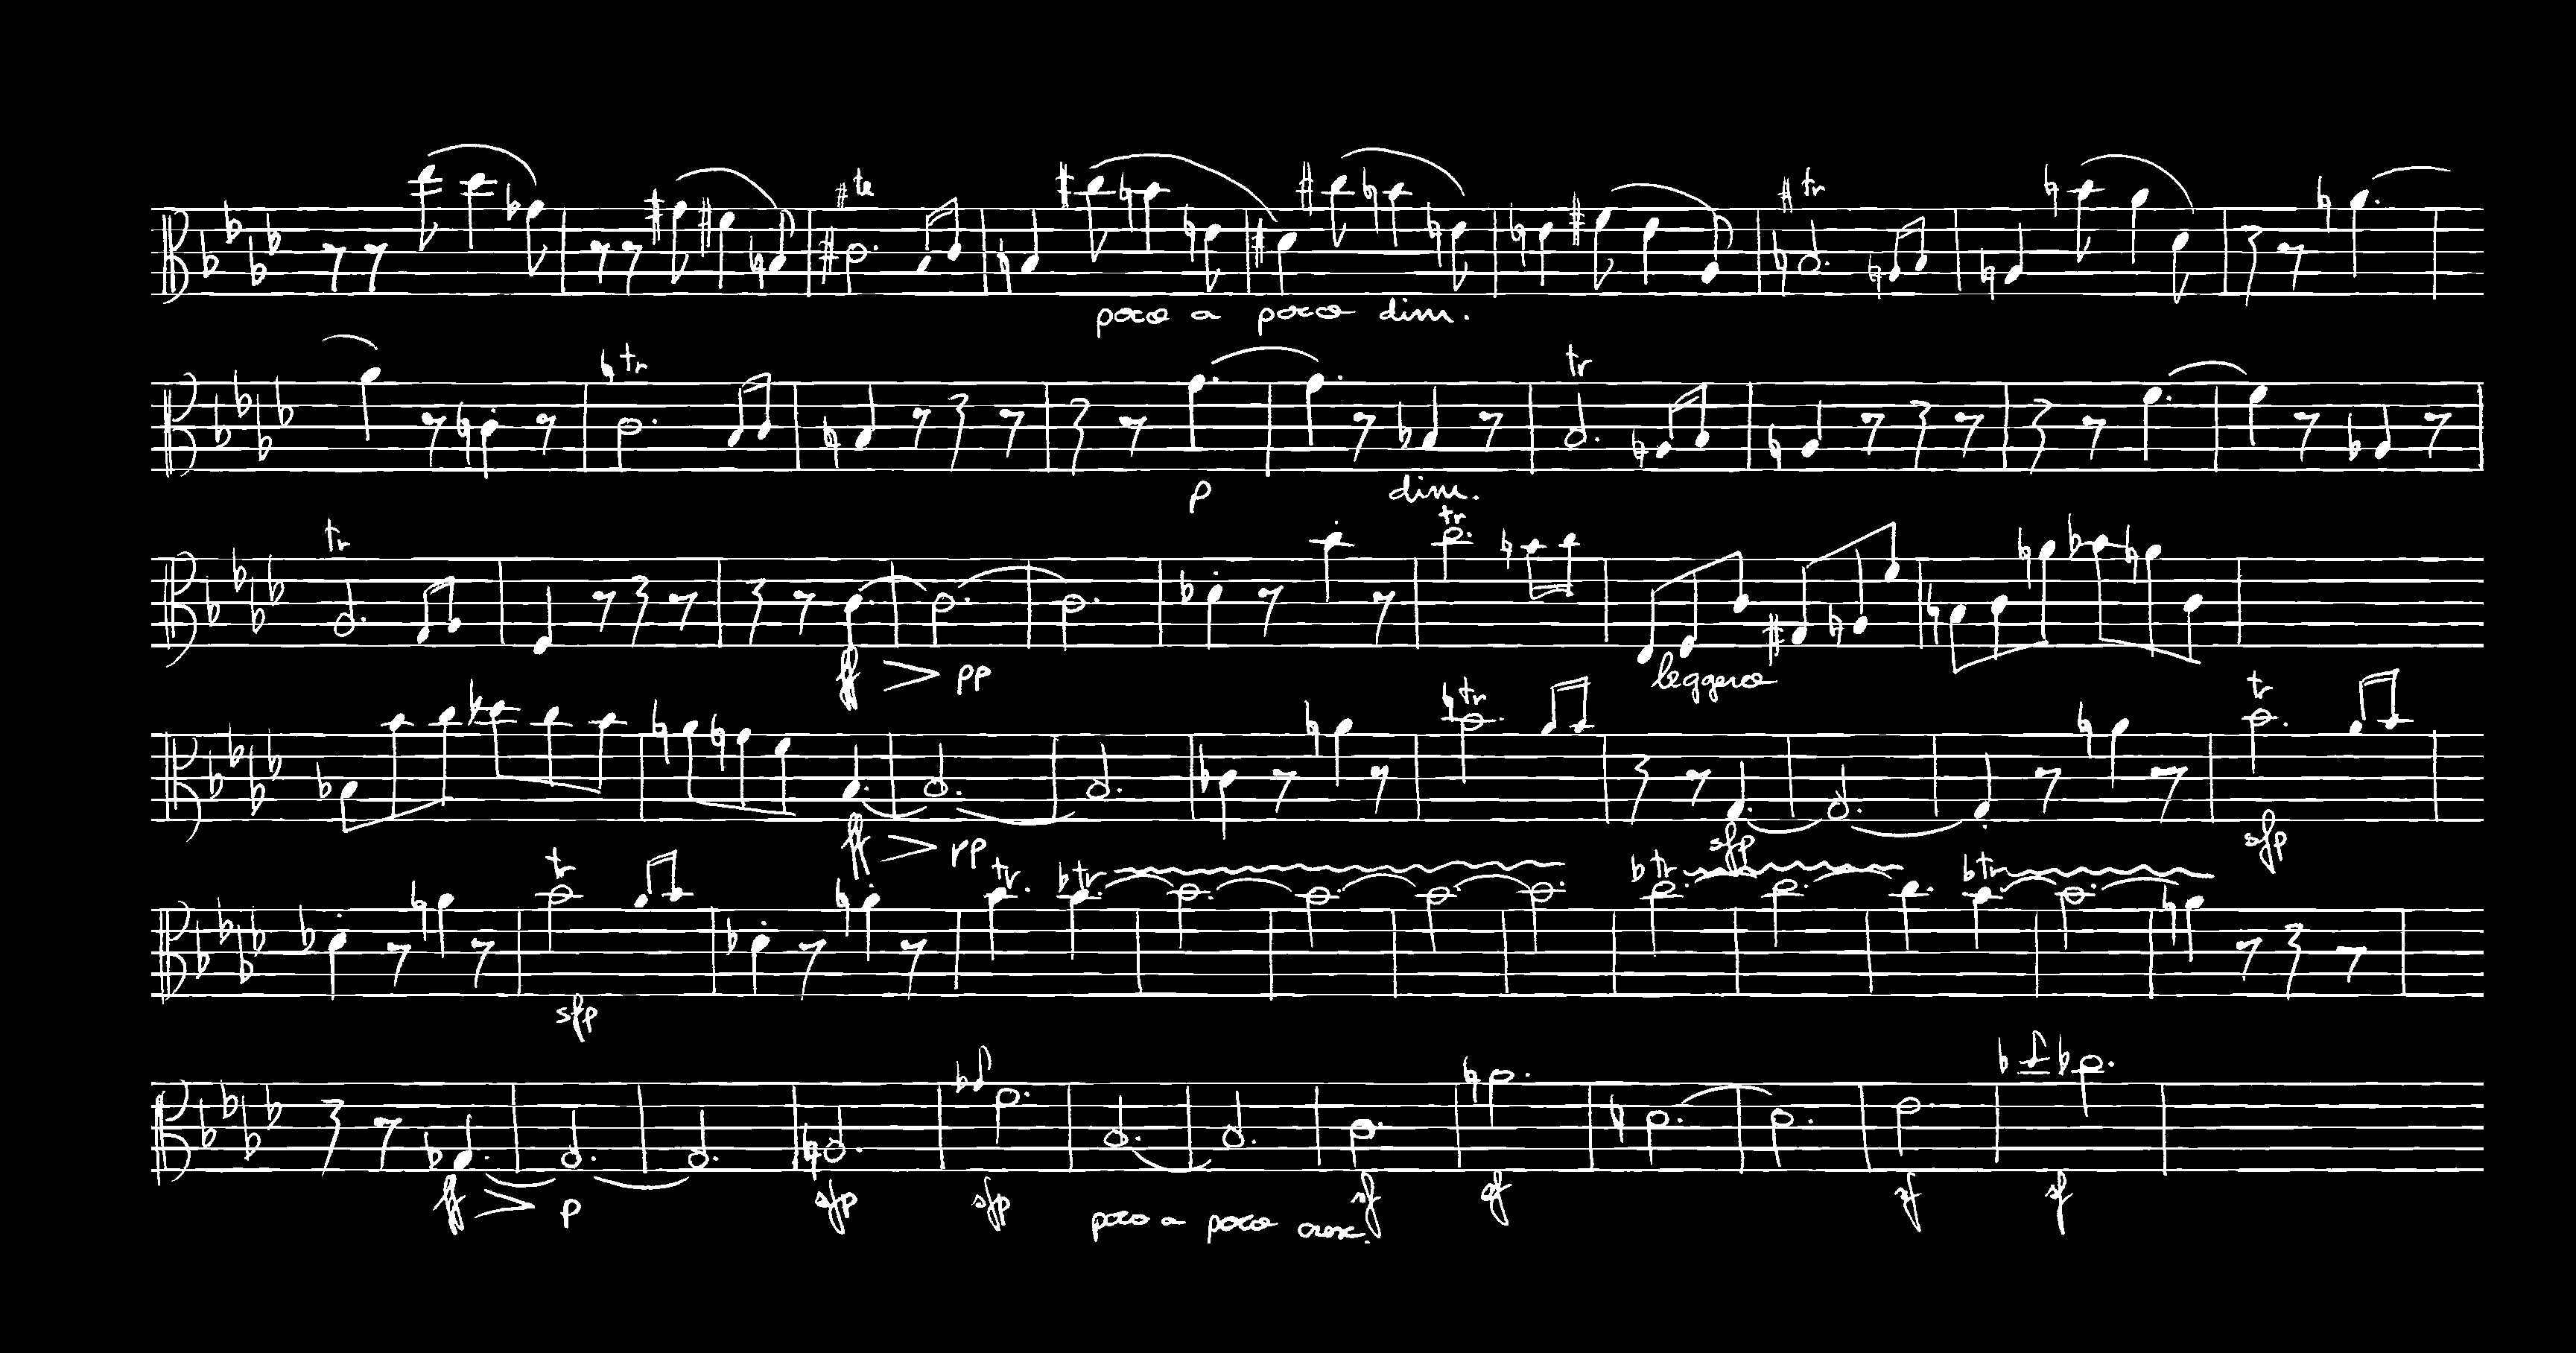 tr tr
poco a poco dim.
tr tr
p dim.
tr tr
ff pp leggero
tr tr
ff pp sfp sfp
tr tr. tr. tr tr
sfp
ff p sfp sfp poco a poco cresc. sf sf sf sf